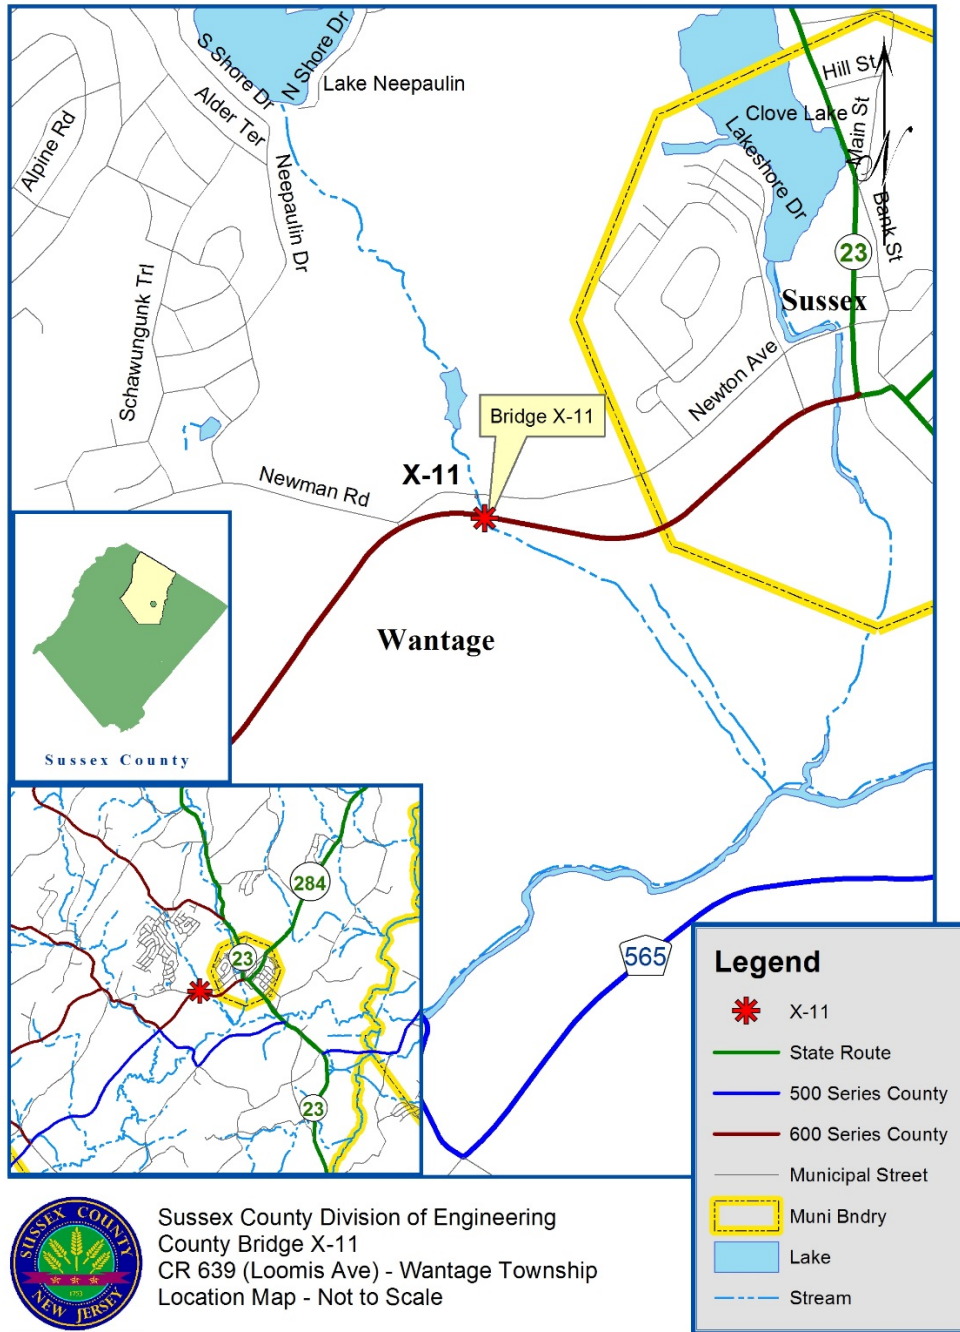 S Shore Dr
N Shore Dr
Lake Neepaulin
Alder Ter
Alpine Rd
Neepaulin Dr
Schawungunk Trl
Hill St
Clove Lake
Main St
Lakeshore Dr
Bank St
23
Sussex
Newton Ave
Bridge X-11
X-11
Newman Rd
Wantage
Sussex County
284
23
23
565
Legend
X-11
State Route
500 Series County
600 Series County
Municipal Street
Muni Bndry
Lake
Stream
SUSSEX COUNTY
1753
NEW JERSEY
Sussex County Division of Engineering
County Bridge X-11
CR 639 (Loomis Ave) - Wantage Township
Location Map - Not to Scale